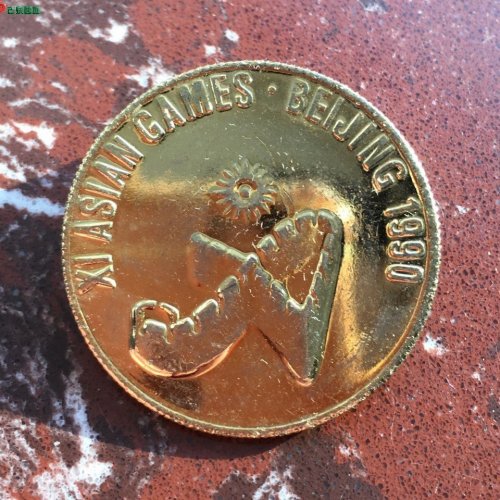 XI ASIAN GAMES · BEIJING 1990